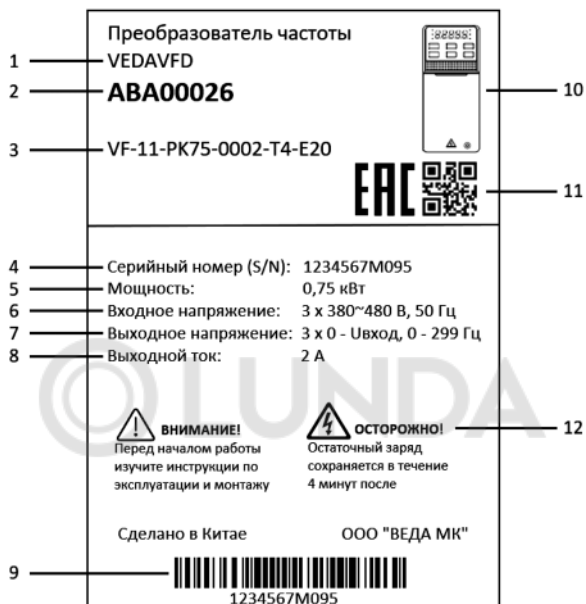 Преобразователь частоты
1 VEDAVFD
2 ABA00026
10
3 VF-11-PK75-0002-T4-E20
EAC
11
4 Серийный номер (S/N): 1234567M095
5 Мощность: 0,75 кВт
6 Входное напряжение: 3 x 380~480 В, 50 Гц
7 Выходное напряжение: 3 x 0 - Uвход, 0 - 299 Гц
8 Выходной ток: 2 А
LUNDA
ВНИМАНИЕ!
Перед началом работы
изучите инструкции по
эксплуатации и монтажу
ОСТОРОЖНО! 12
Остаточный заряд
сохраняется в течение
4 минут после
Сделано в Китае ООО "ВЕДА МК"
9
1234567M095